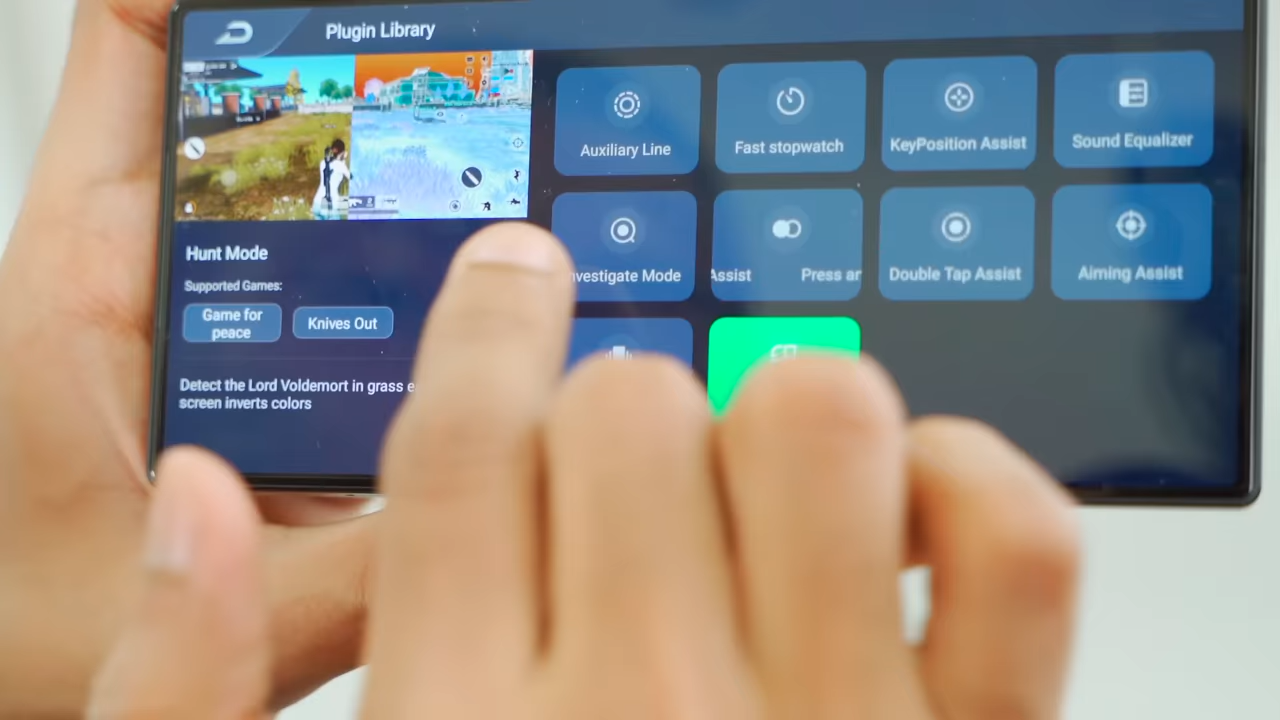 Plugin Library
Auxiliary Line
Fast stopwatch
KeyPosition Assist
Sound Equalizer
Hunt Mode
Supported Games:
Game for
peace
Knives Out
Detect the Lord Voldemort in grass
screen inverts colors
vestigate Mode
Assist Press
Double Tap Assist
Aiming Assist